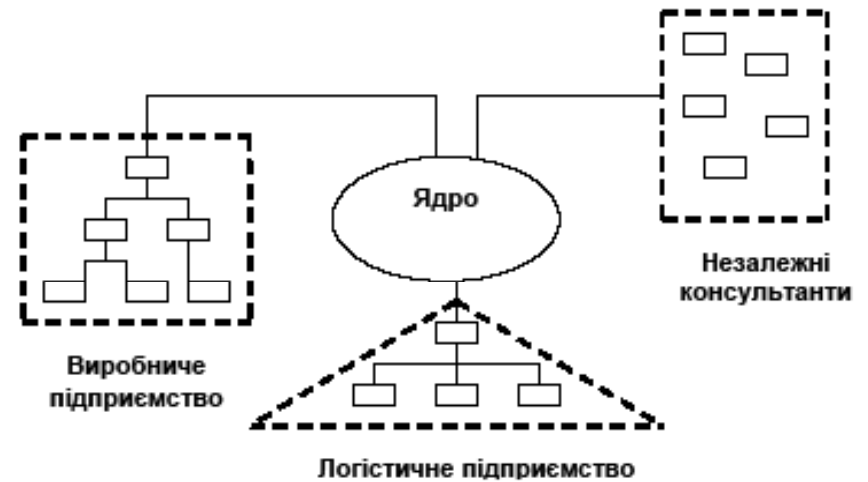 Ядро
Незалежні
консультанти
Виробниче
підприємство
Логістичне підприємство